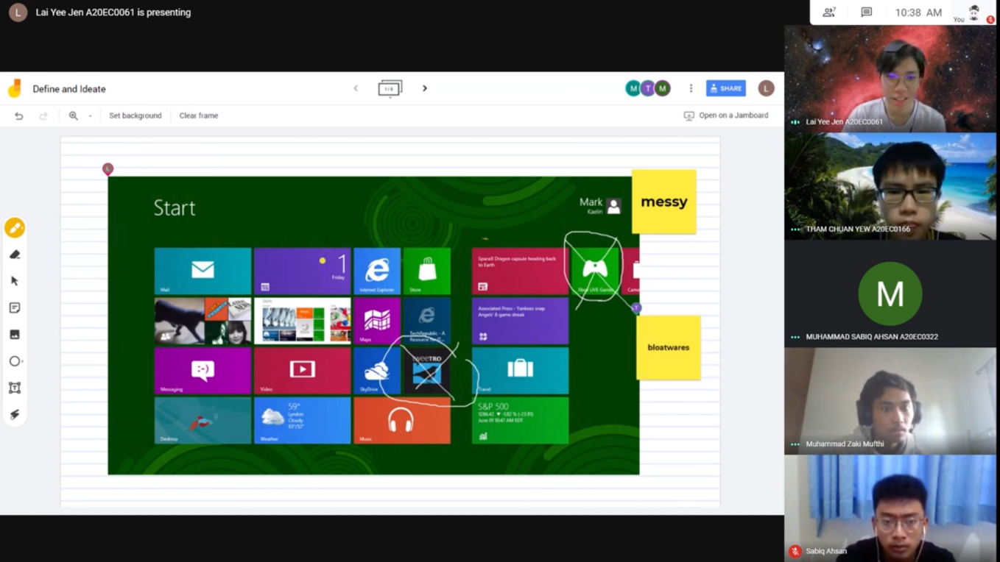 L
Lai Yee Jen A20EC0061 is presenting
7
10:38 AM
You
Define and Ideate
1/8
M
T
M
SHARE
L
Set background
Clear frame
Open on a Jamboard
L
Start
Mark
Kaelin
messy
Mail
1
Friday
Internet Explorer
Store
SpaceX Dragon capsule heading back
to Earth
Xbox LIVE Games
Came
Store
Maps
TechRepublic - A
Resource for IT...
Associated Press - Yankees snap
Angels' 8-game streak
T
bloatwares
Messaging
Video
SkyDrive
tweeTRO
Travel
Desktop
59°
Lyndon
Cloudy
63°/52°
Weather
Music
S&P 500
1286.42 ▼ -1.82 % (-23.91)
June 01 10:47 AM EDT
Lai Yee Jen A20EC0061
THAM CHUAN YEW A20EC0166
M
MUHAMMAD SABIQ AHSAN A20EC0322
Muhammad Zaki Mufthi
Sabiq Ahsan